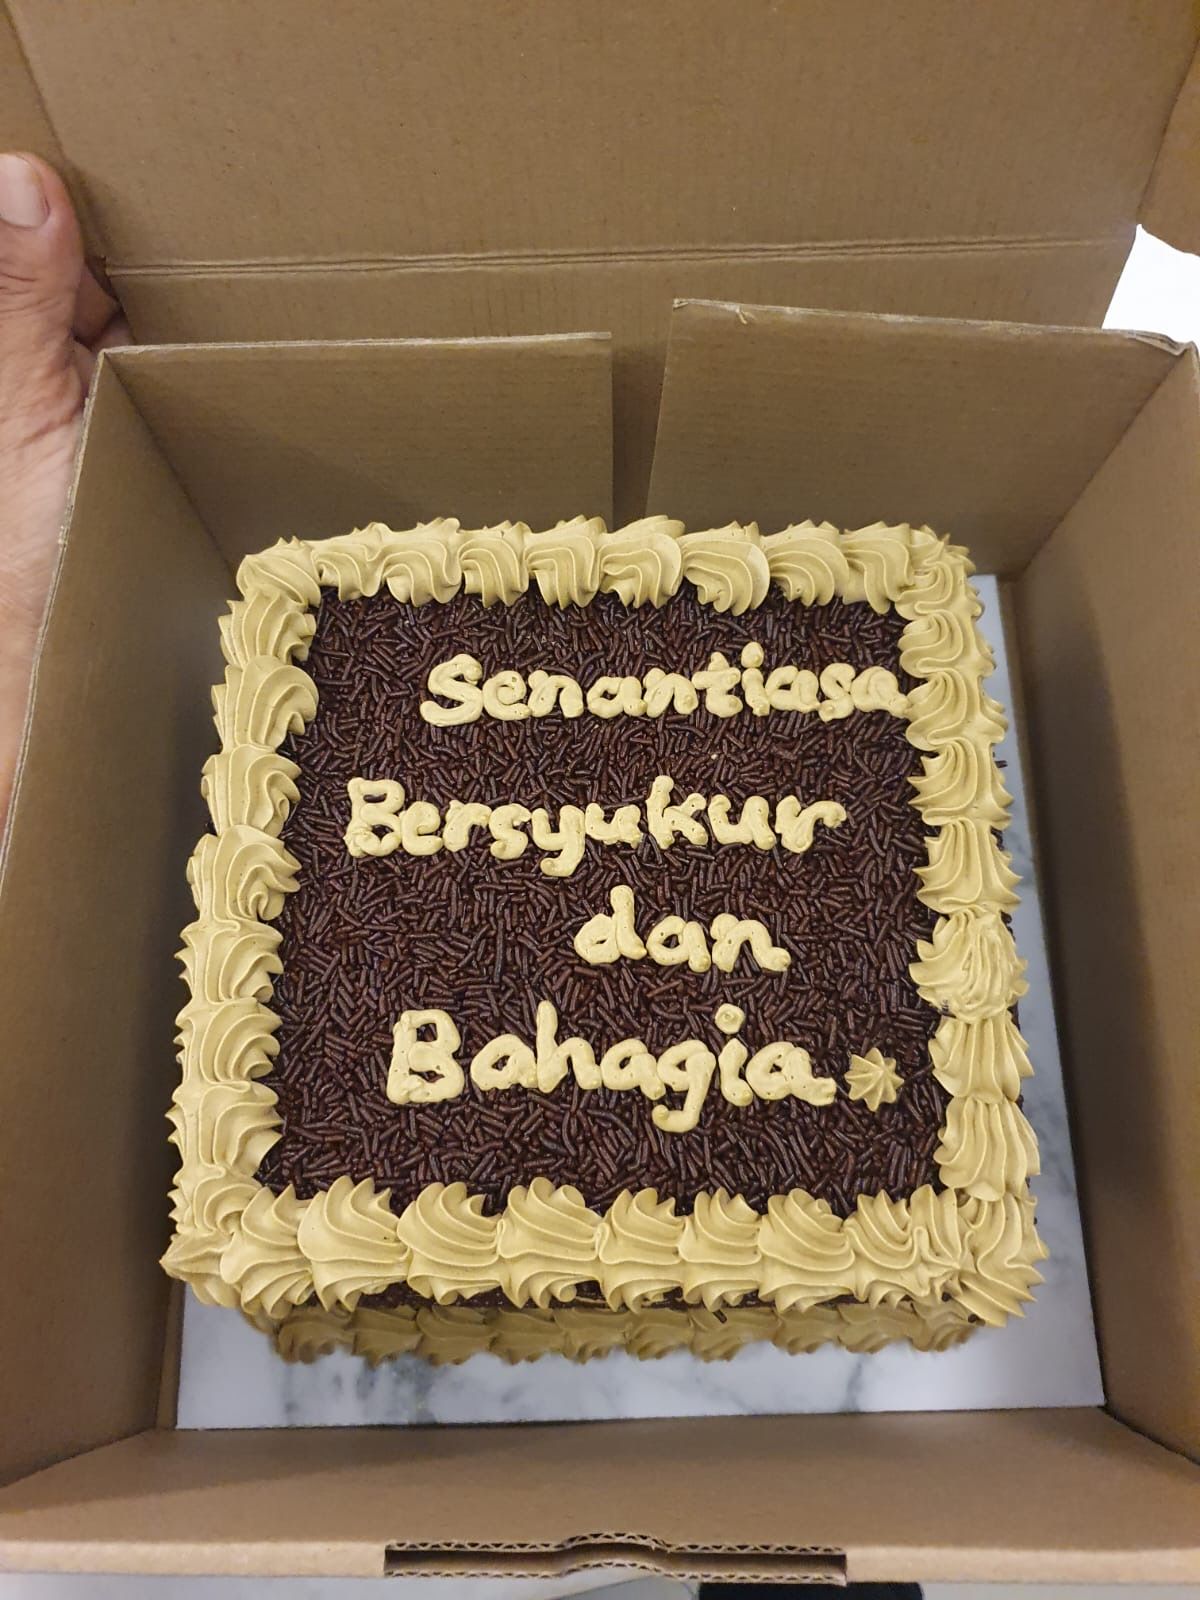 Senantiasa
Bersyukur
dan
Bahagia